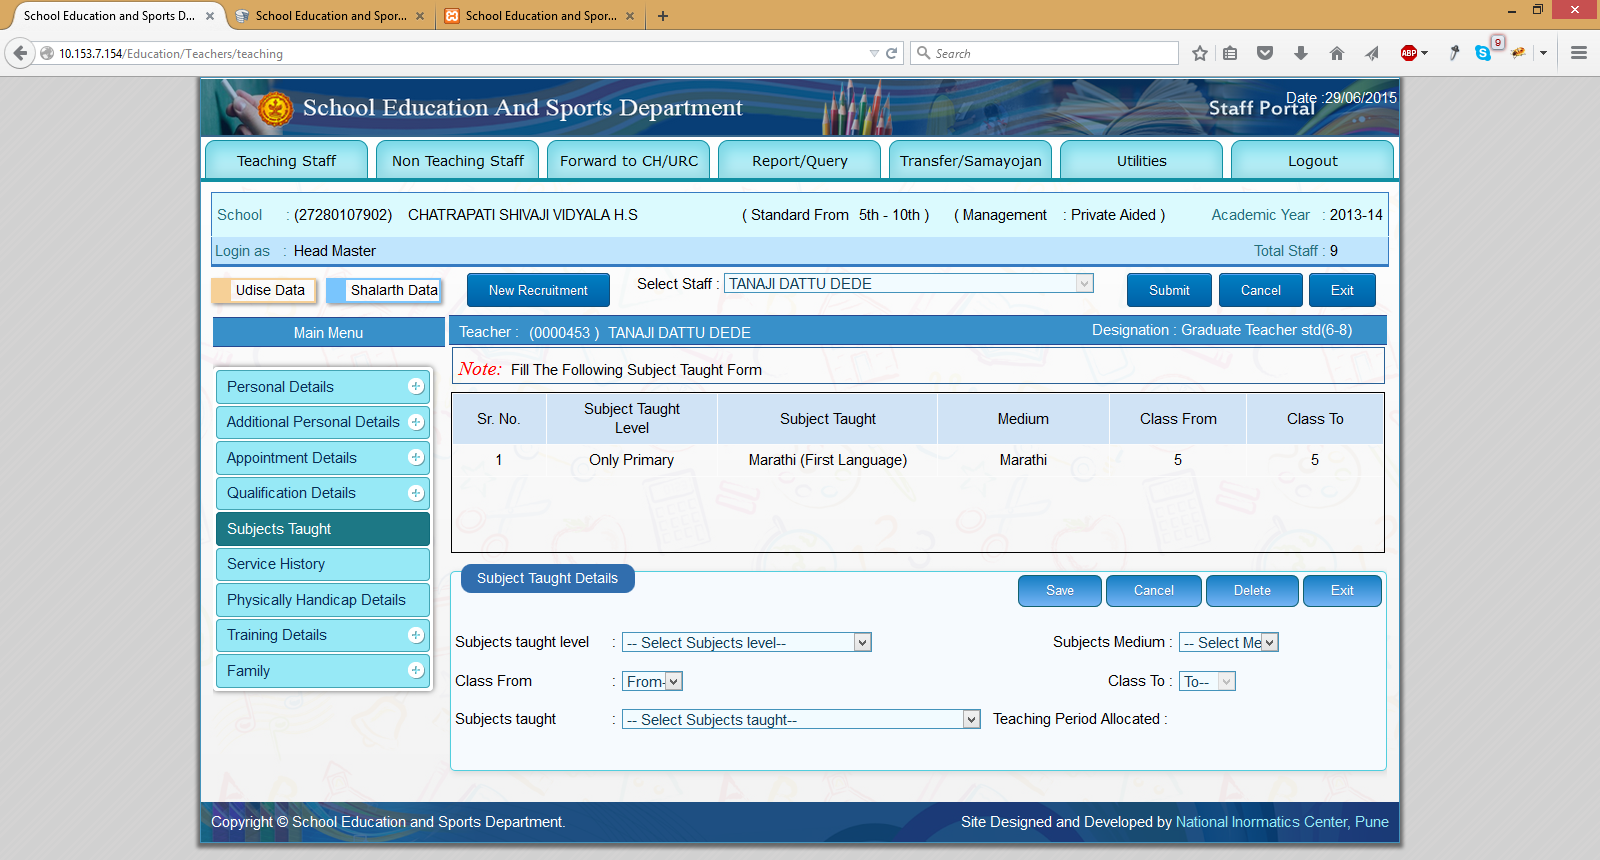 School Education and Sports D...
School Education and Spor...
School Education and Spor...
10.153.7.154/Education/Teachers/teaching
Search
ABP
9
School Education And Sports Department
Date :29/06/2015
Staff Portal
Teaching Staff
Non Teaching Staff
Forward to CH/URC
Report/Query
Transfer/Samayojan
Utilities
Logout
School : (27280107902) CHATRAPATI SHIVAJI VIDYALA H.S ( Standard From 5th - 10th ) ( Management : Private Aided ) Academic Year : 2013-14
Login as : Head Master Total Staff : 9
Udise Data
Shalarth Data
New Recruitment
Select Staff : TANAJI DATTU DEDE
Submit
Cancel
Exit
Main Menu
Teacher : (0000453 ) TANAJI DATTU DEDE Designation : Graduate Teacher std(6-8)
Note: Fill The Following Subject Taught Form
Personal Details
Additional Personal Details
Appointment Details
Qualification Details
Subjects Taught
Service History
Physically Handicap Details
Training Details
Family
Sr. No. Subject Taught Level Subject Taught Medium Class From Class To
1 Only Primary Marathi (First Language) Marathi 5 5
Subject Taught Details
Save
Cancel
Delete
Exit
Subjects taught level : -- Select Subjects level-- Subjects Medium : -- Select Me
Class From : From- Class To : To--
Subjects taught : -- Select Subjects taught-- Teaching Period Allocated :
Copyright © School Education and Sports Department. Site Designed and Developed by National Inormatics Center, Pune